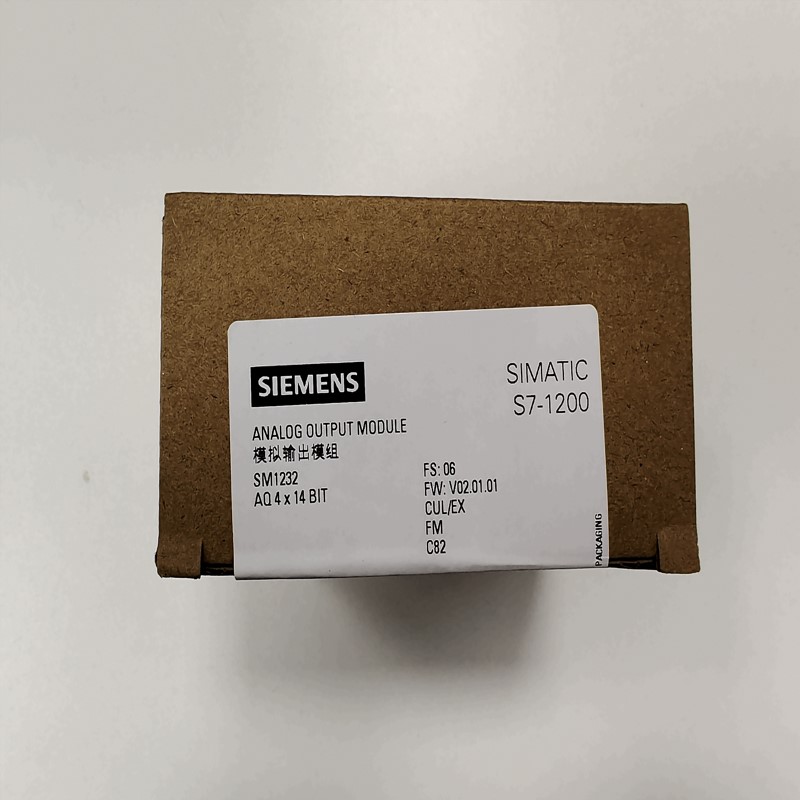 SIEMENS
SIMATIC
S7-1200
ANALOG OUTPUT MODULE
模拟输出模组
SM1232
AQ 4 x 14 BIT
FS: 06
FW: V02.01.01
CUL/EX
FM
C82
PACKAGING